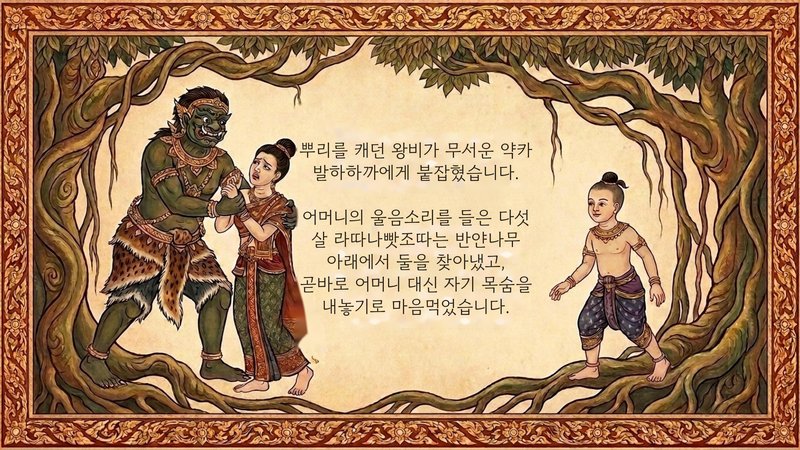 뿌리를 캐던 왕비가 무서운 약카
발하하까에게 붙잡혔습니다.
어머니의 울음소리를 들은 다섯
살 라따나빳조따는 반얀나무
아래에서 둘을 찾아냈고,
곧바로 어머니 대신 자기 목숨을
내놓기로 마음먹었습니다.